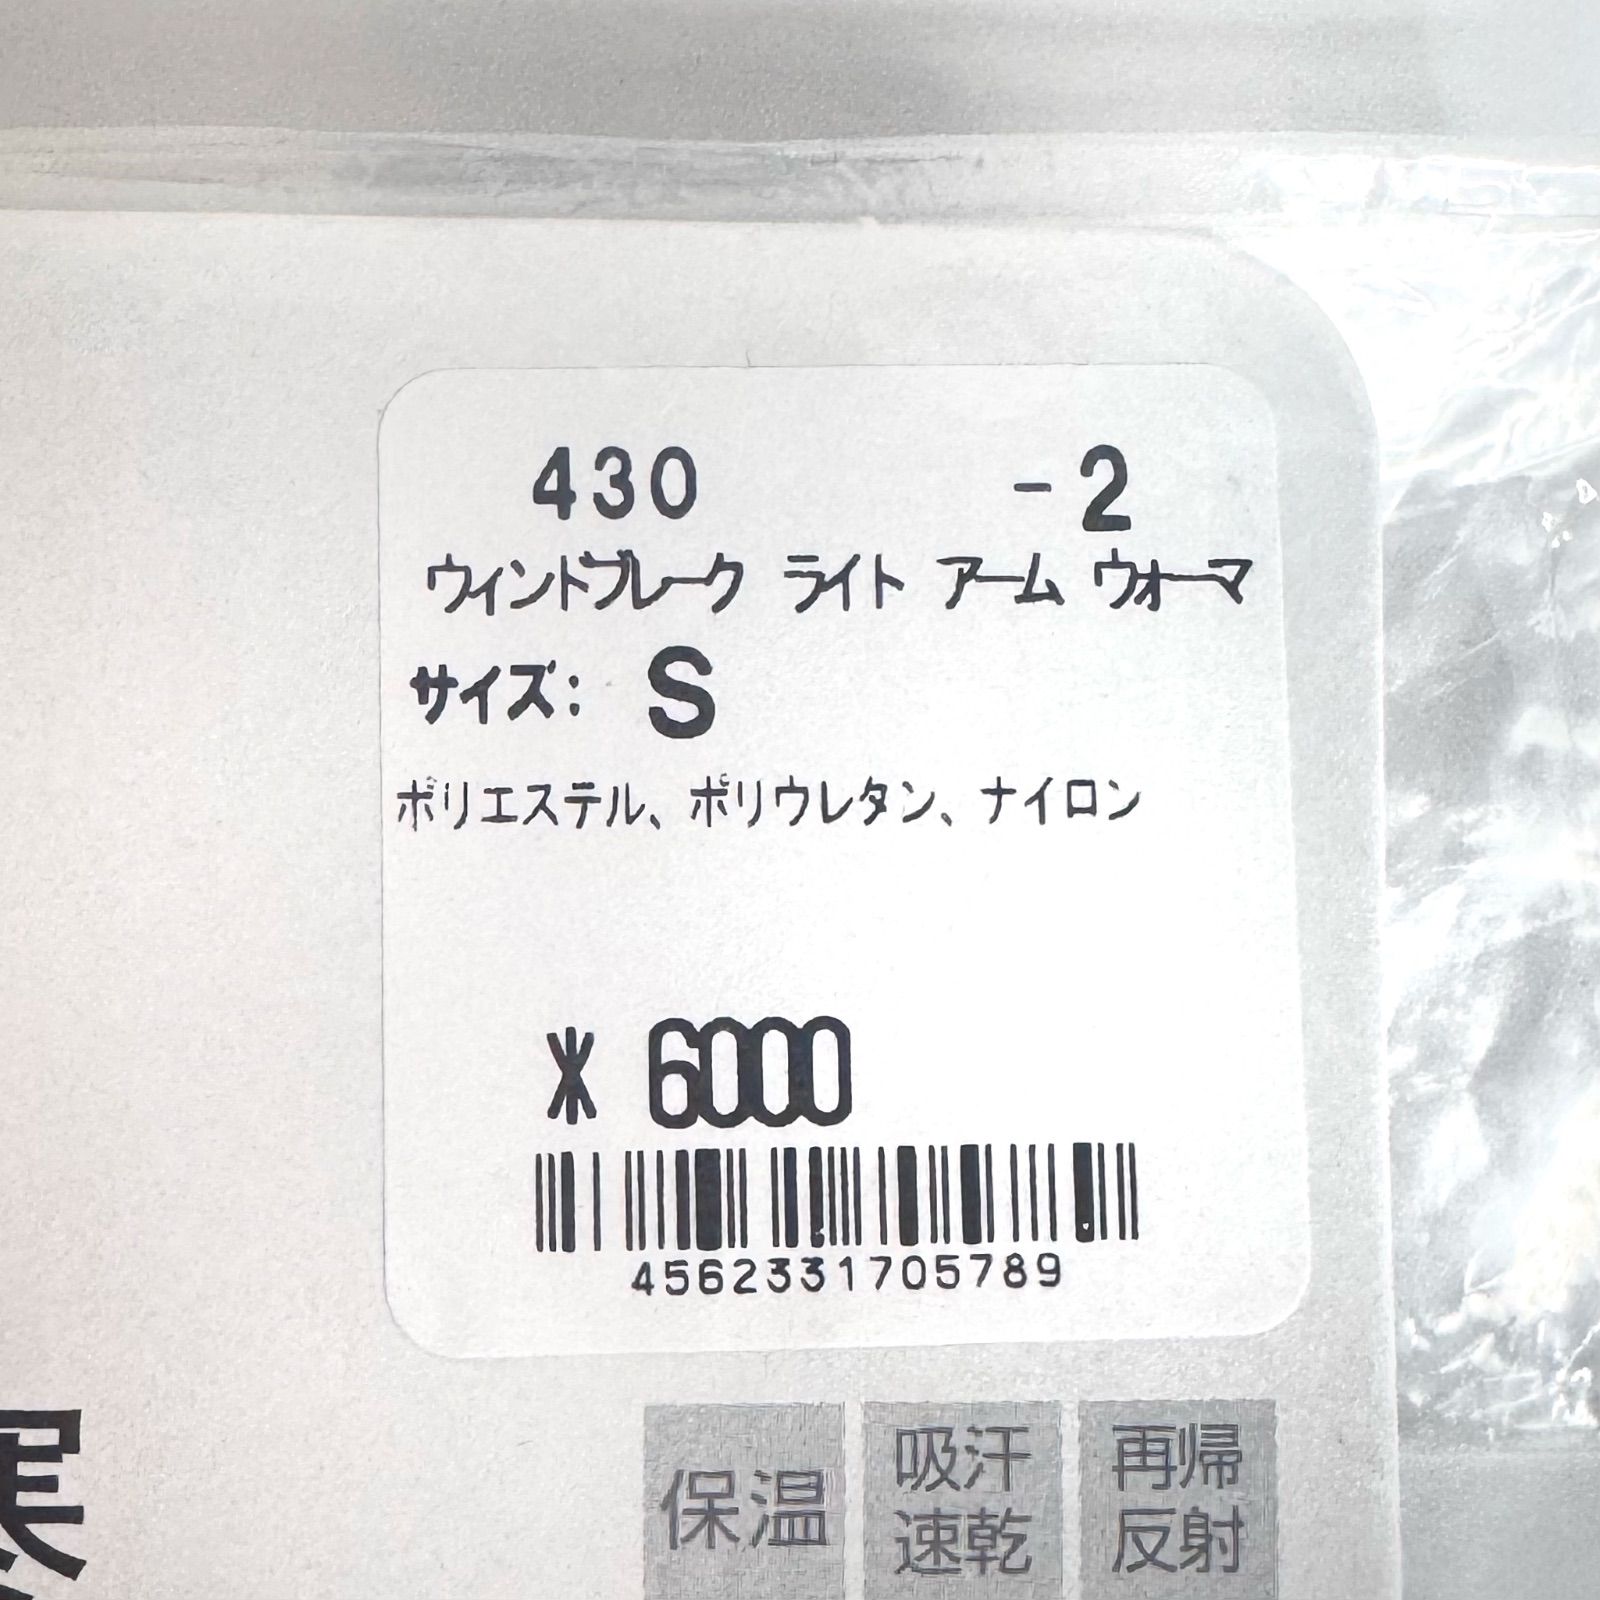 430 -2
ウィンドブレーク ライト アーム ウォーマ
サイズ: S
ポリエステル、ポリウレタン、ナイロン
¥ 6000
4562331705789
保温
吸汗
速乾
再帰
反射